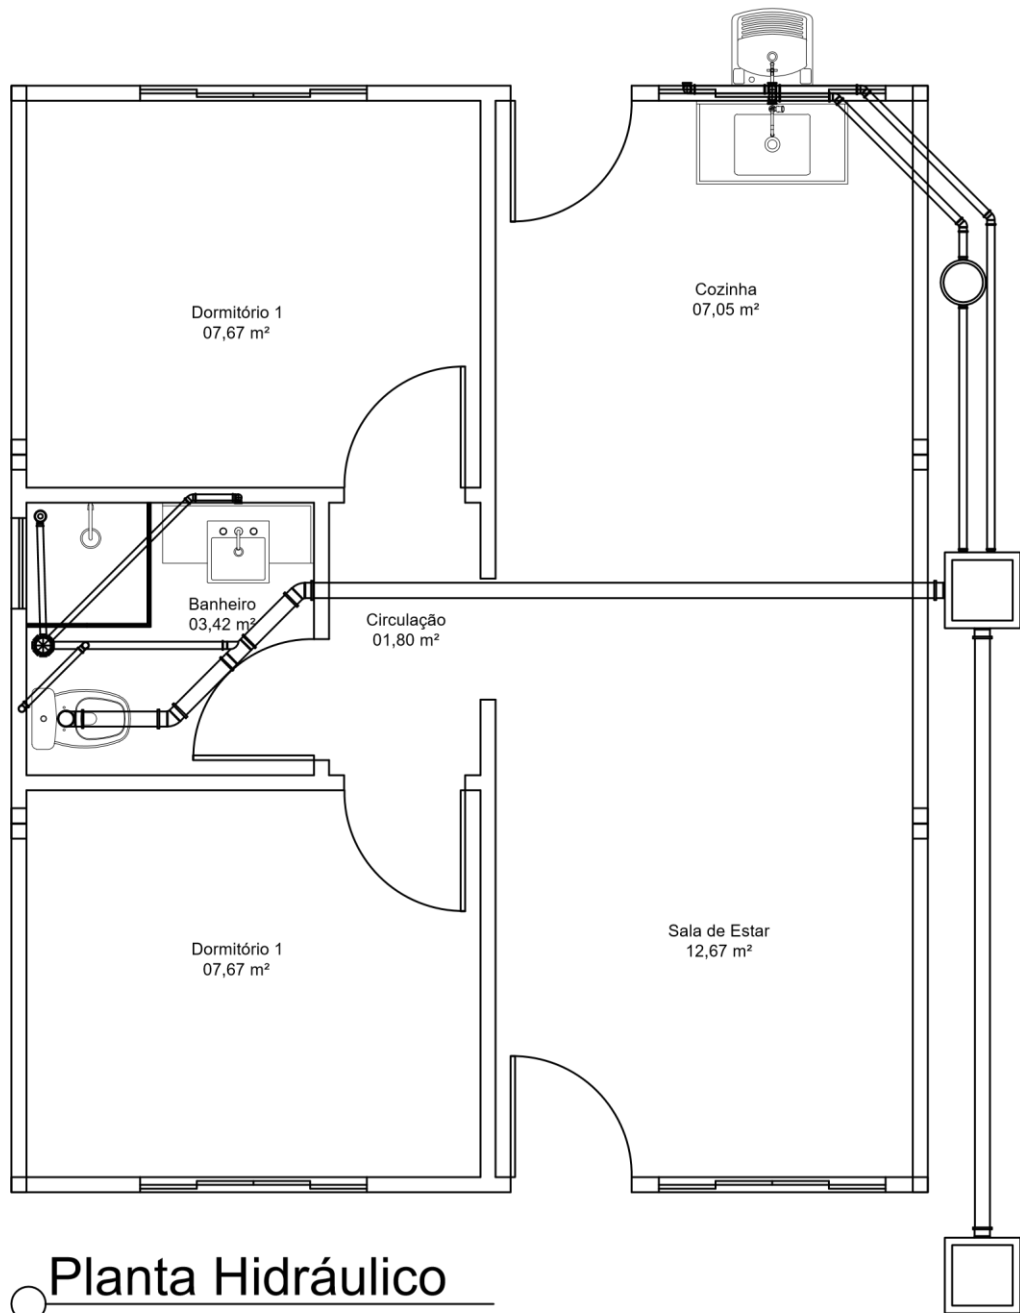 Dormitório 1
07,67 m²
Cozinha
07,05 m²
Banheiro
03,42 m²
Circulação
01,80 m²
Dormitório 1
07,67 m²
Sala de Estar
12,67 m²
Planta Hidráulico